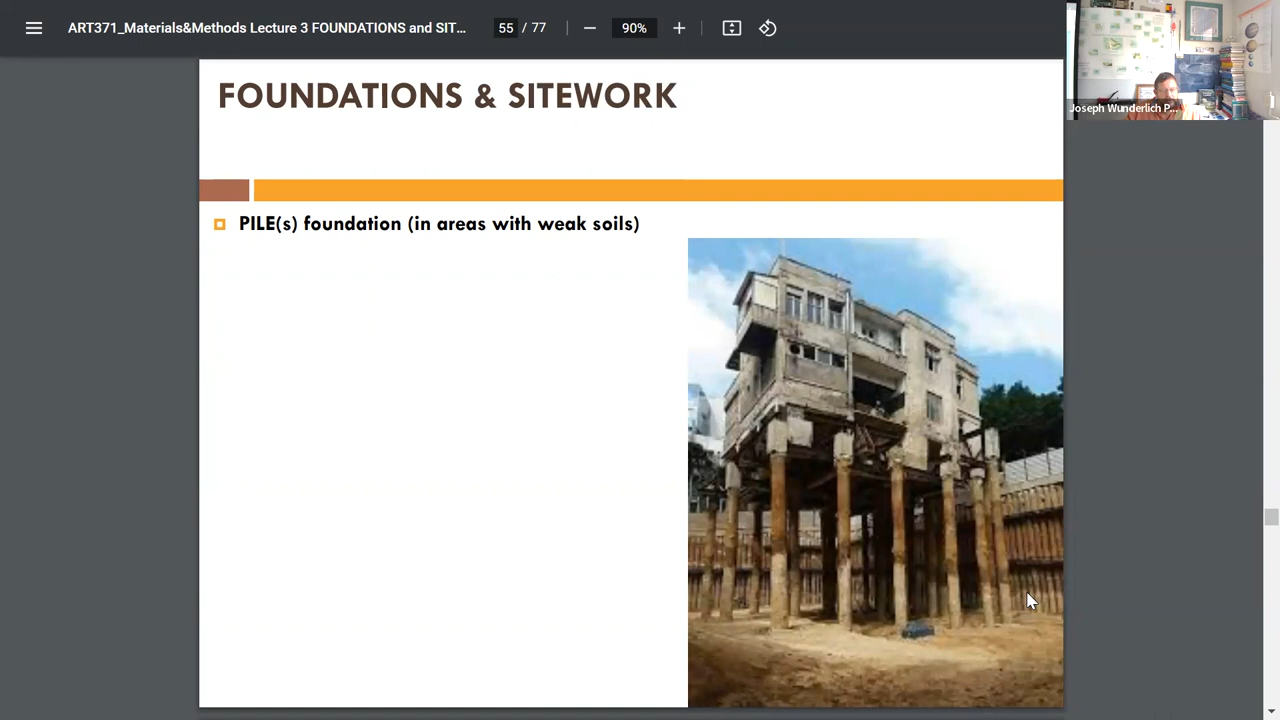 ART371_Materials&Methods Lecture 3 FOUNDATIONS and SIT...
55 / 77
90%
Joseph Wunderlich P...
FOUNDATIONS & SITEWORK
PILE(s) foundation (in areas with weak soils)